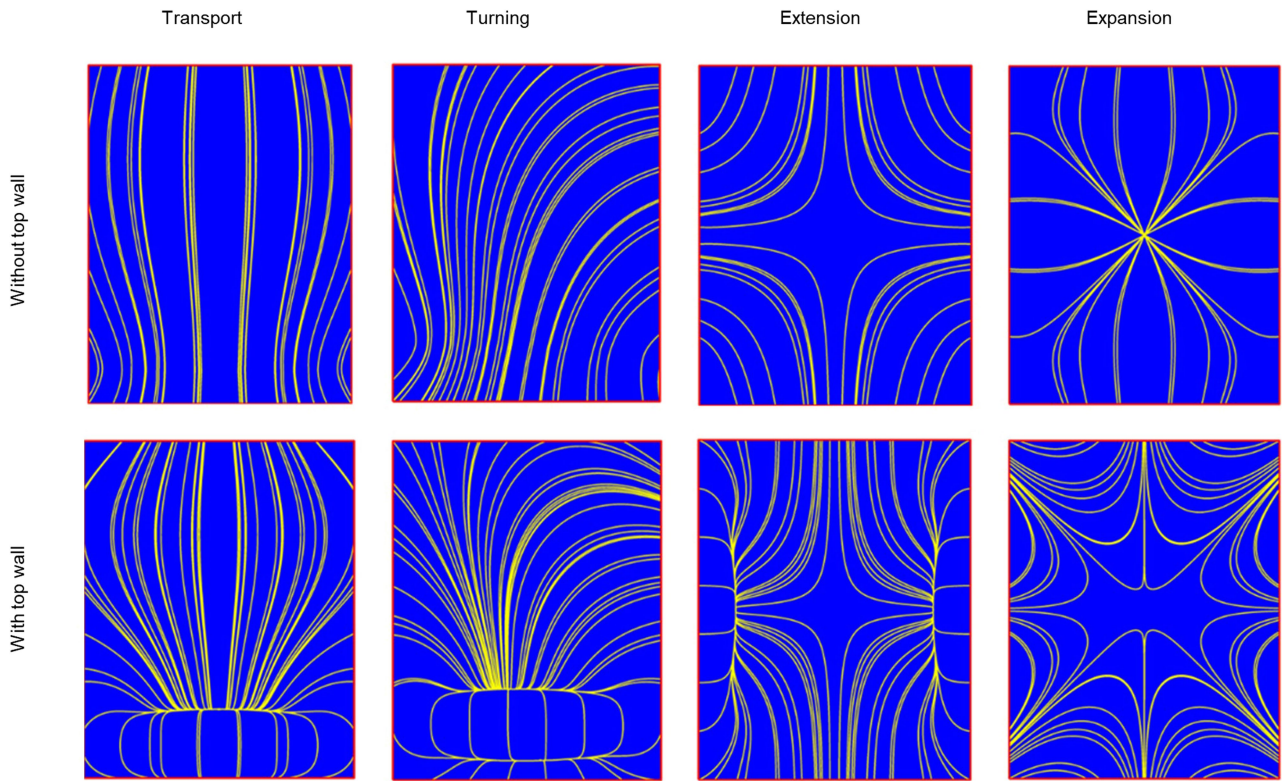 Transport Turning Extension Expansion
Without top wall
With top wall